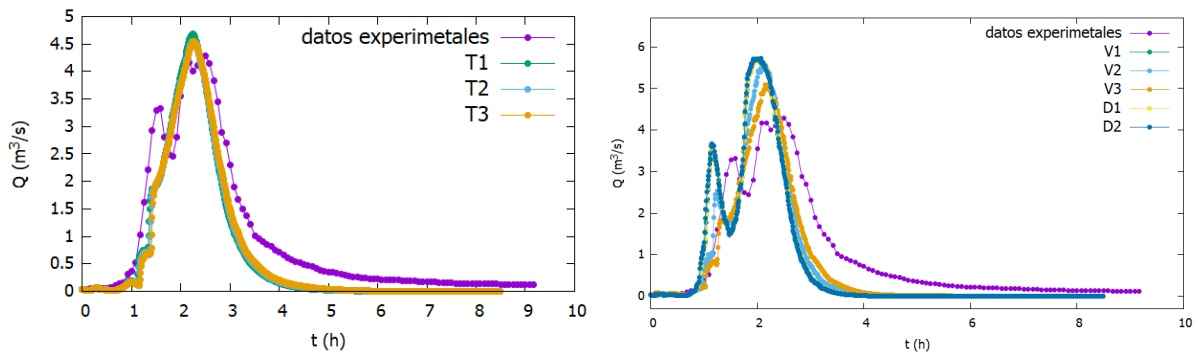 5
4.5
4
3.5
3
2.5
2
1.5
1
0.5
0
Q (m³/s)
0 1 2 3 4 5 6 7 8 9 10
t (h)
datos experimetales
T1
T2
T3
6
5
4
3
2
1
0
Q (m³/s)
0 2 4 6 8 10
t (h)
datos experimetales
V1
V2
V3
D1
D2